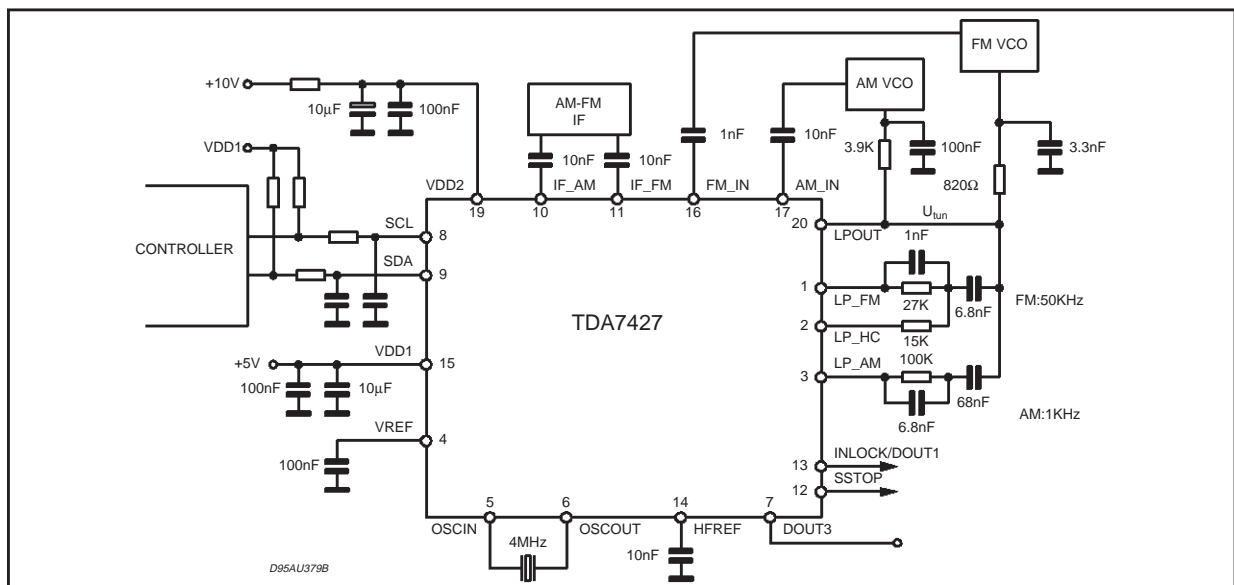 FM VCO
+10V
10μF
100nF
AM-FM
IF
AM VCO
1nF
10nF
3.9K
100nF
3.3nF
VDD1
10nF
10nF
820Ω
VDD2
IF_AM
IF_FM
FM_IN
AM_IN
19
10
11
16
17
CONTROLLER
SCL
8
SDA
9
20
LPOUT
Utun
1nF
1
LP_FM
27K
6.8nF
FM:50KHz
TDA7427
2
LP_HC
15K
+5V
VDD1
15
100nF
10μF
3
LP_AM
100K
68nF
6.8nF
AM:1KHz
VREF
4
100nF
13
INLOCK/DOUT1
12
SSTOP
5
6
14
7
OSCIN
OSCOUT
HFREF
DOUT3
4MHz
10nF
D95AU379B